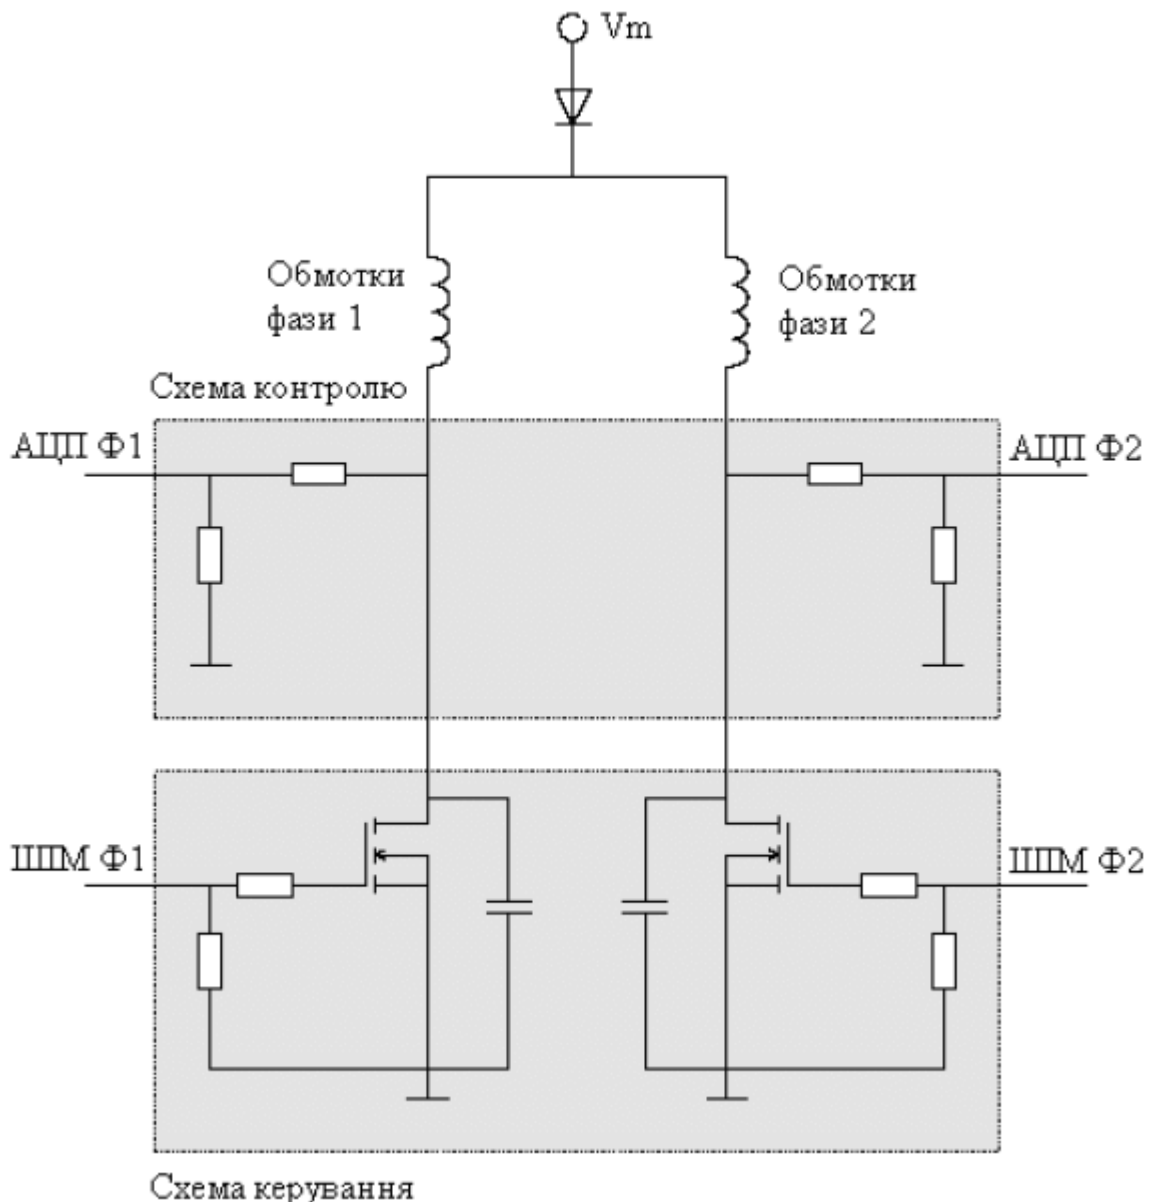 Vm
Обмотки
фази 1
Обмотки
фази 2
Схема контролю
АЦП Ф1
АЦП Ф2
ШІМ Ф1
ШІМ Ф2
Схема керування